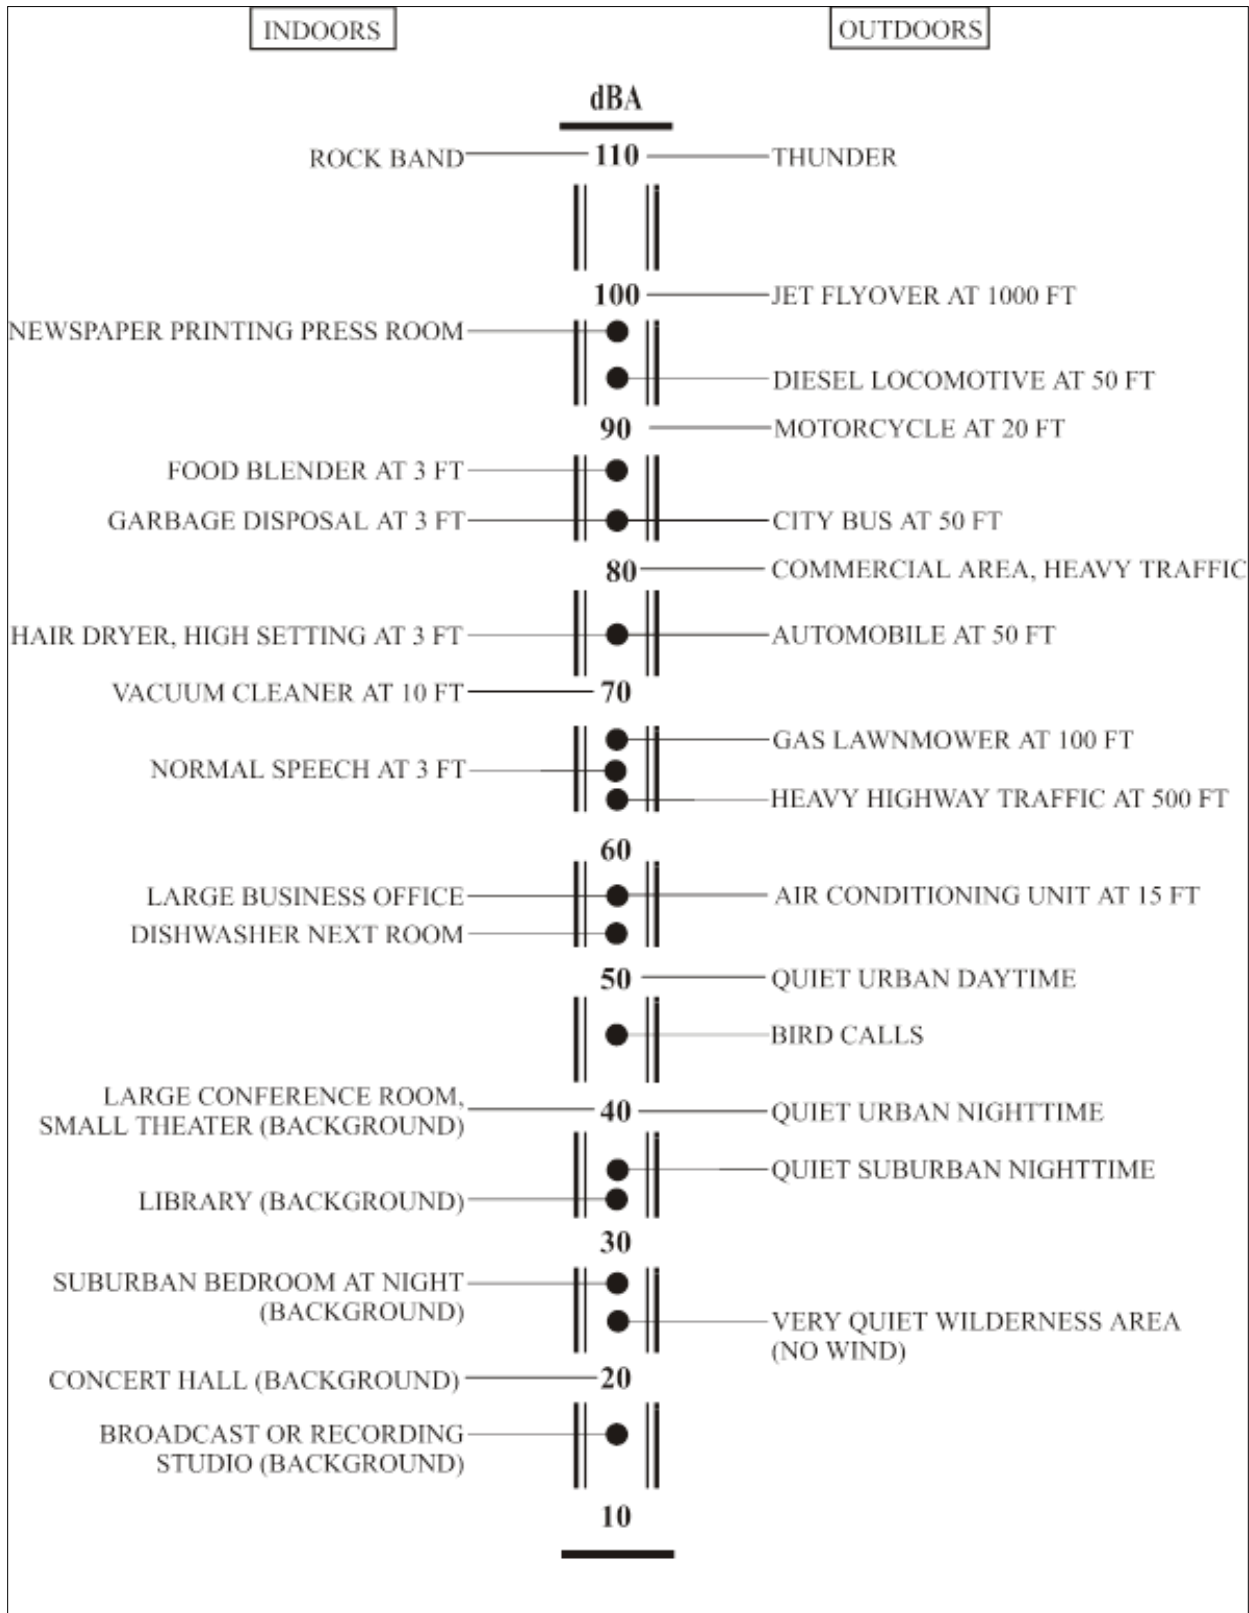 INDOORS
OUTDOORS
dBA
ROCK BAND 110 THUNDER
100 JET FLYOVER AT 1000 FT
NEWSPAPER PRINTING PRESS ROOM
DIESEL LOCOMOTIVE AT 50 FT
90 MOTORCYCLE AT 20 FT
FOOD BLENDER AT 3 FT
GARBAGE DISPOSAL AT 3 FT CITY BUS AT 50 FT
80 COMMERCIAL AREA, HEAVY TRAFFIC
HAIR DRYER, HIGH SETTING AT 3 FT AUTOMOBILE AT 50 FT
VACUUM CLEANER AT 10 FT 70
GAS LAWNMOWER AT 100 FT
NORMAL SPEECH AT 3 FT
HEAVY HIGHWAY TRAFFIC AT 500 FT
60
LARGE BUSINESS OFFICE AIR CONDITIONING UNIT AT 15 FT
DISHWASHER NEXT ROOM
50 QUIET URBAN DAYTIME
BIRD CALLS
LARGE CONFERENCE ROOM,
SMALL THEATER (BACKGROUND)
40 QUIET URBAN NIGHTTIME
QUIET SUBURBAN NIGHTTIME
LIBRARY (BACKGROUND)
30
SUBURBAN BEDROOM AT NIGHT
(BACKGROUND)
VERY QUIET WILDERNESS AREA
(NO WIND)
CONCERT HALL (BACKGROUND) 20
BROADCAST OR RECORDING
STUDIO (BACKGROUND)
10